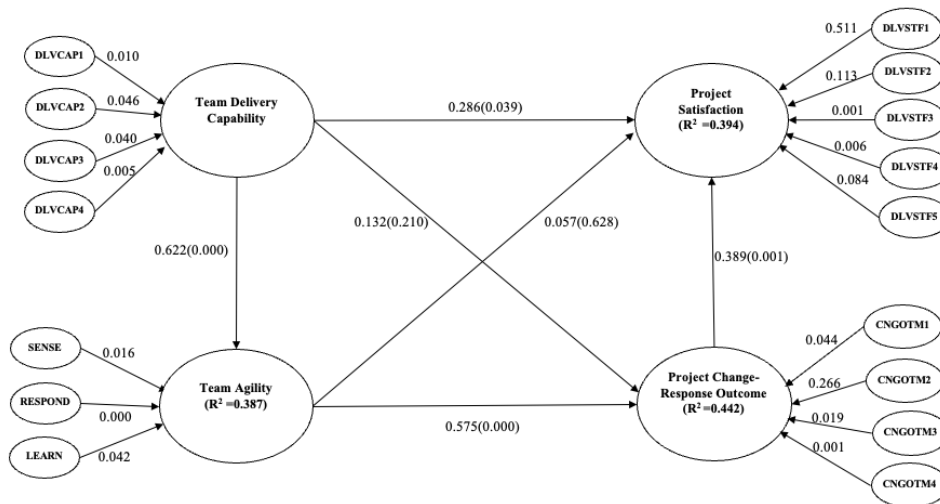 DLVCAP1
0.010
DLVCAP2
0.046
DLVCAP3
0.040
DLVCAP4
0.005
Team Delivery
Capability
0.286(0.039)
Project
Satisfaction
(R² =0.394)
0.511
DLVSTF1
0.113
DLVSTF2
0.001
DLVSTF3
0.006
DLVSTF4
0.084
DLVSTF5
0.622(0.000)
0.132(0.210)
0.057(0.628)
0.389(0.001)
SENSE
0.016
RESPOND
0.000
LEARN
0.042
Team Agility
(R² =0.387)
0.575(0.000)
Project Change-
Response Outcome
(R²=0.442)
0.044
CNGOTM1
0.266
CNGOTM2
0.019
CNGOTM3
0.001
CNGOTM4